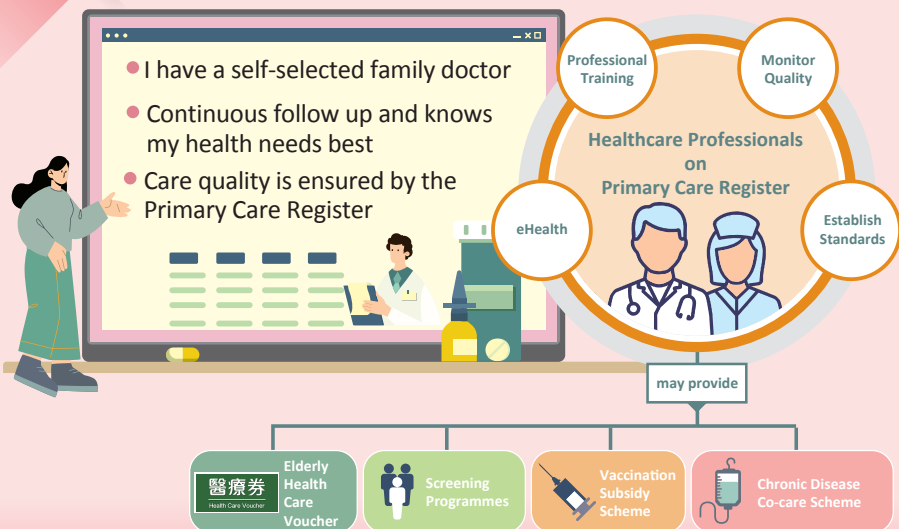 I have a self-selected family doctor
Continuous follow up and knows
my health needs best
Care quality is ensured by the
Primary Care Register
Professional
Training
Monitor
Quality
Healthcare Professionals
on
Primary Care Register
eHealth
Establish
Standards
may provide
醫療券
Health Care Voucher
Elderly
Health
Care
Voucher
Screening
Programmes
Vaccination
Subsidy
Scheme
Chronic Disease
Co-care Scheme